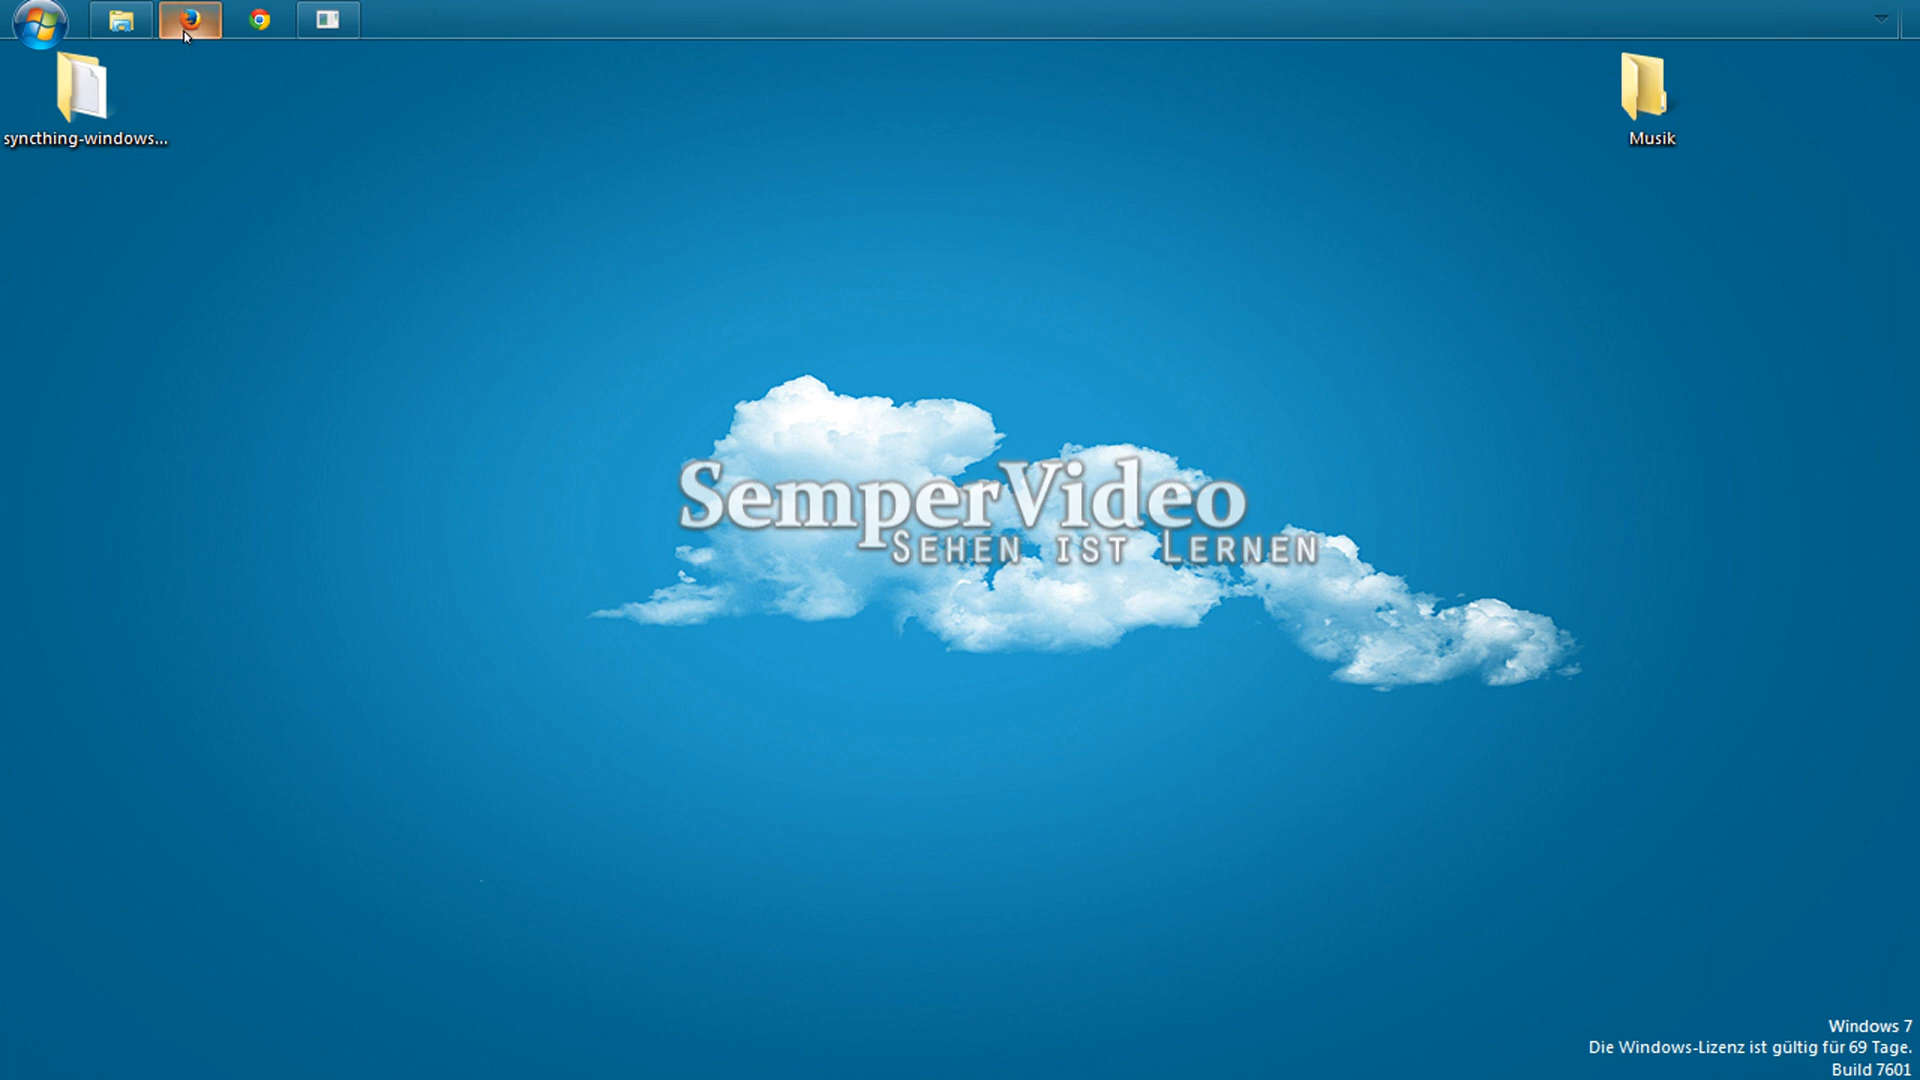 syncthing-windows...
Musik
SemperVideo
Sehen ist Lernen
Windows 7
Die Windows-Lizenz ist gültig für 69 Tage.
Build 7601